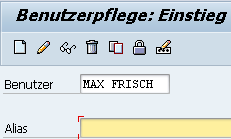 Benutzerpflege: Einstieg
Benutzer MAX FRISCH
Alias